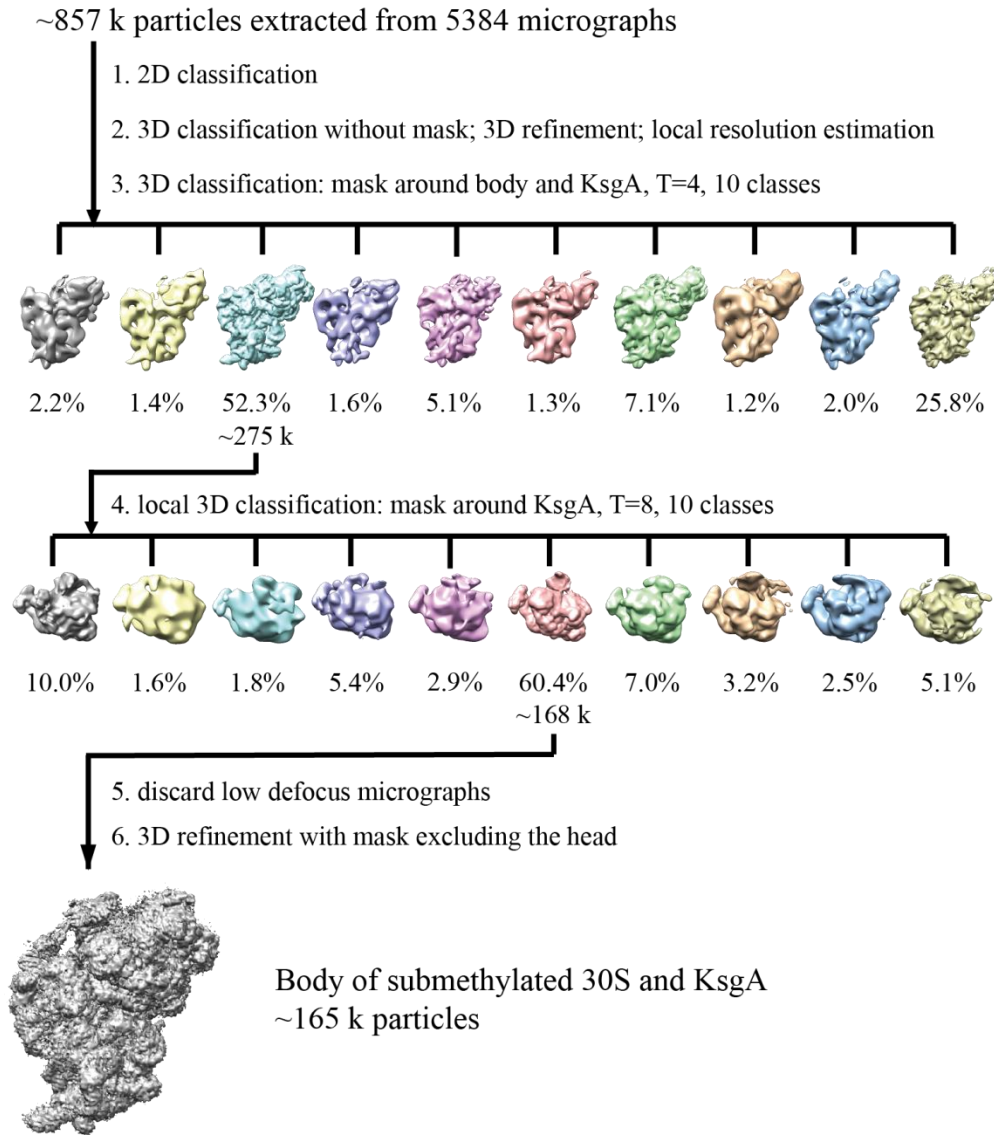 ~857 k particles extracted from 5384 micrographs
1. 2D classification
2. 3D classification without mask; 3D refinement; local resolution estimation
3. 3D classification: mask around body and KsgA, T=4, 10 classes
2.2% 1.4% 52.3% 1.6% 5.1% 1.3% 7.1% 1.2% 2.0% 25.8%
~275 k
4. local 3D classification: mask around KsgA, T=8, 10 classes
10.0% 1.6% 1.8% 5.4% 2.9% 60.4% 7.0% 3.2% 2.5% 5.1%
~168 k
5. discard low defocus micrographs
6. 3D refinement with mask excluding the head
Body of submethylated 30S and KsgA
~165 k particles